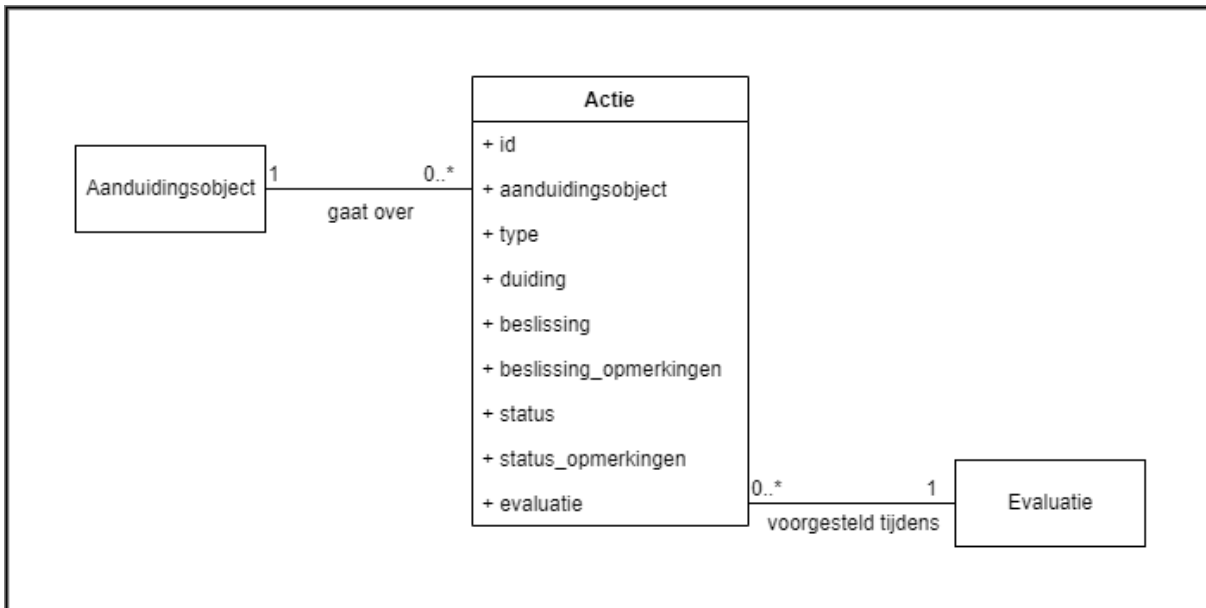 Actie
+ id
+ aanduidingsobject
+ type
+ duiding
+ beslissing
+ beslissing_opmerkingen
+ status
+ status_opmerkingen
+ evaluatie
Aanduidingsobject
1
0..*
gaat over
0..*
1
voorgesteld tijdens
Evaluatie